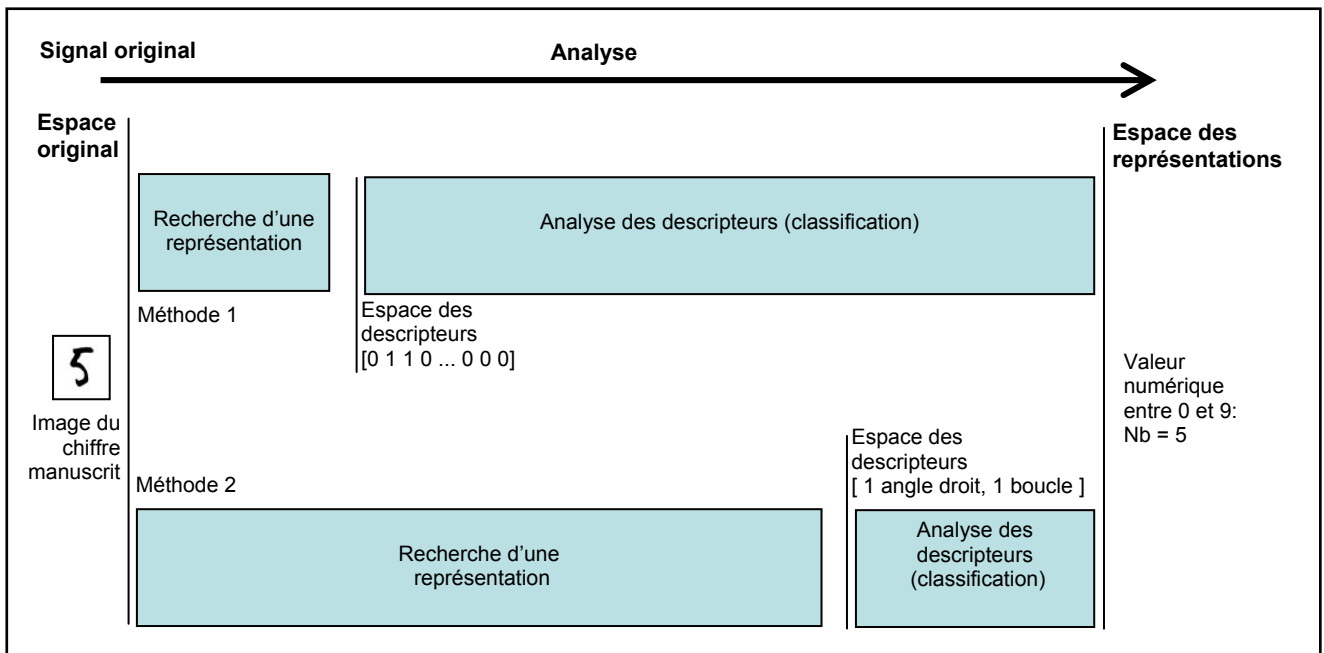 Signal original
Analyse
Espace
original
Espace des
représentations
Recherche d'une
représentation
Analyse des descripteurs (classification)
Méthode 1
Espace des
descripteurs
[0 1 1 0 ... 0 0 0]
5
Image du
chiffre
manuscrit
Valeur
numérique
entre 0 et 9:
Nb = 5
Méthode 2
Espace des
descripteurs
[ 1 angle droit, 1 boucle ]
Recherche d'une
représentation
Analyse des
descripteurs
(classification)